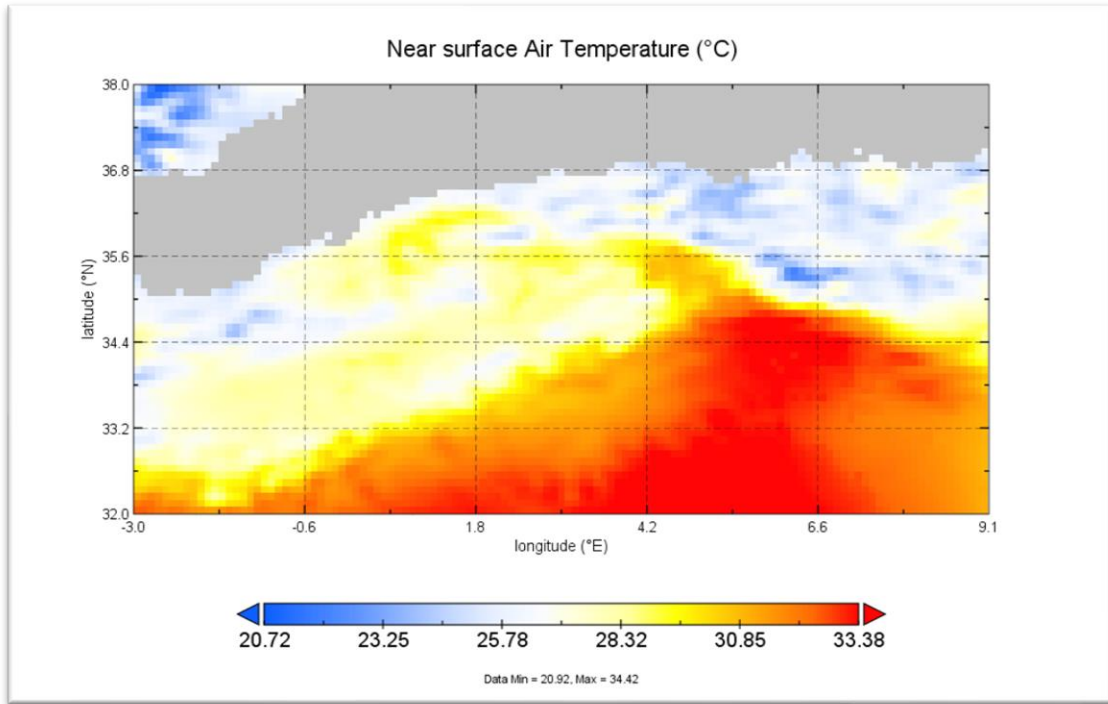 Near surface Air Temperature (°C)
38.0
36.8
35.6
34.4
33.2
32.0
latitude (°N)
-3.0 -0.6 1.8 4.2 6.6 9.1
longitude (°E)
20.72 23.25 25.78 28.32 30.85 33.38
Data Min = 20.92, Max = 34.42